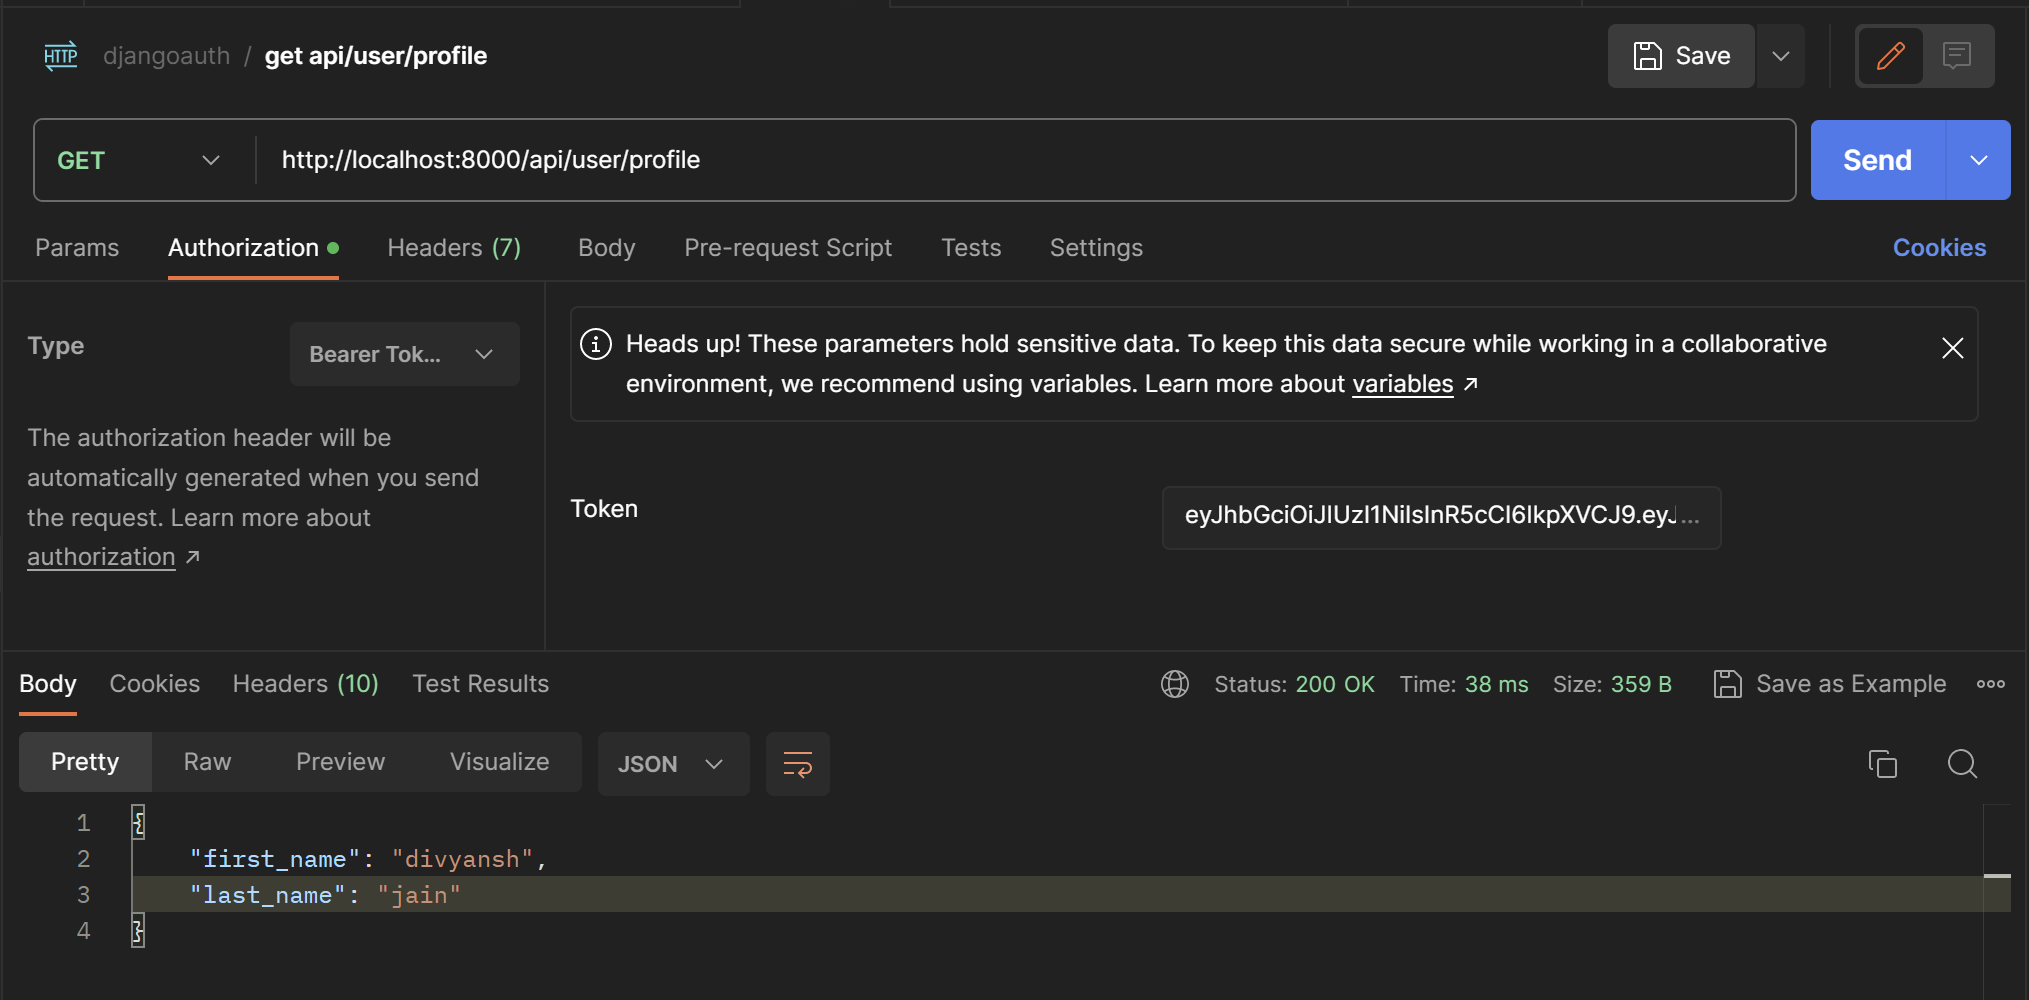 HTTP djangoauth / get api/user/profile Save
GET http://localhost:8000/api/user/profile Send
Params Authorization Headers (7) Body Pre-request Script Tests Settings Cookies
Type Bearer Tok...
The authorization header will be
automatically generated when you send
the request. Learn more about
authorization ↗
Heads up! These parameters hold sensitive data. To keep this data secure while working in a collaborative
environment, we recommend using variables. Learn more about variables ↗
Token eyJhbGciOiJIUzI1NiIsInR5cCI6IkpXVCJ9.eyJ...
Body Cookies Headers (10) Test Results Status: 200 OK Time: 38 ms Size: 359 B Save as Example
Pretty Raw Preview Visualize JSON
1 {
2 "first_name": "divyansh",
3 "last_name": "jain"
4 }